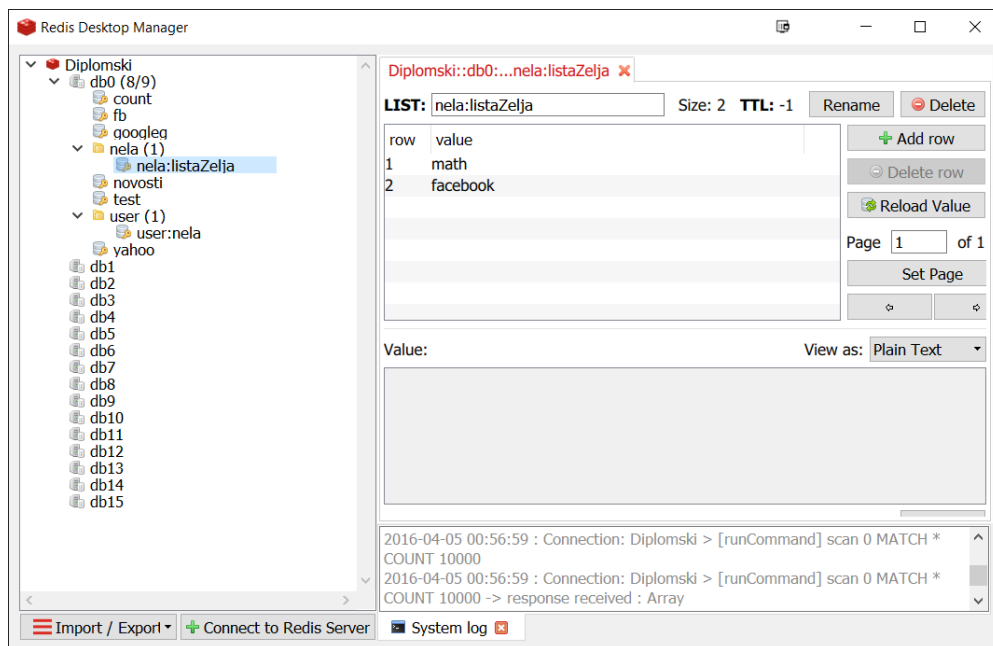 Redis Desktop Manager
Diplomski
db0 (8/9)
count
fb
googleg
nela (1)
nela:listaZelja
novosti
test
user (1)
user:nela
yahoo
db1
db2
db3
db4
db5
db6
db7
db8
db9
db10
db11
db12
db13
db14
db15
Import / Export
Connect to Redis Server
Diplomski::db0:...nela:listaZelja
LIST: nela:listaZelja Size: 2 TTL: -1 Rename Delete
row value
1 math
2 facebook
Add row
Delete row
Reload Value
Page 1 of 1
Set Page
Value: View as: Plain Text
2016-04-05 00:56:59 : Connection: Diplomski > [runCommand] scan 0 MATCH *
COUNT 10000
2016-04-05 00:56:59 : Connection: Diplomski > [runCommand] scan 0 MATCH *
COUNT 10000 -> response received : Array
System log